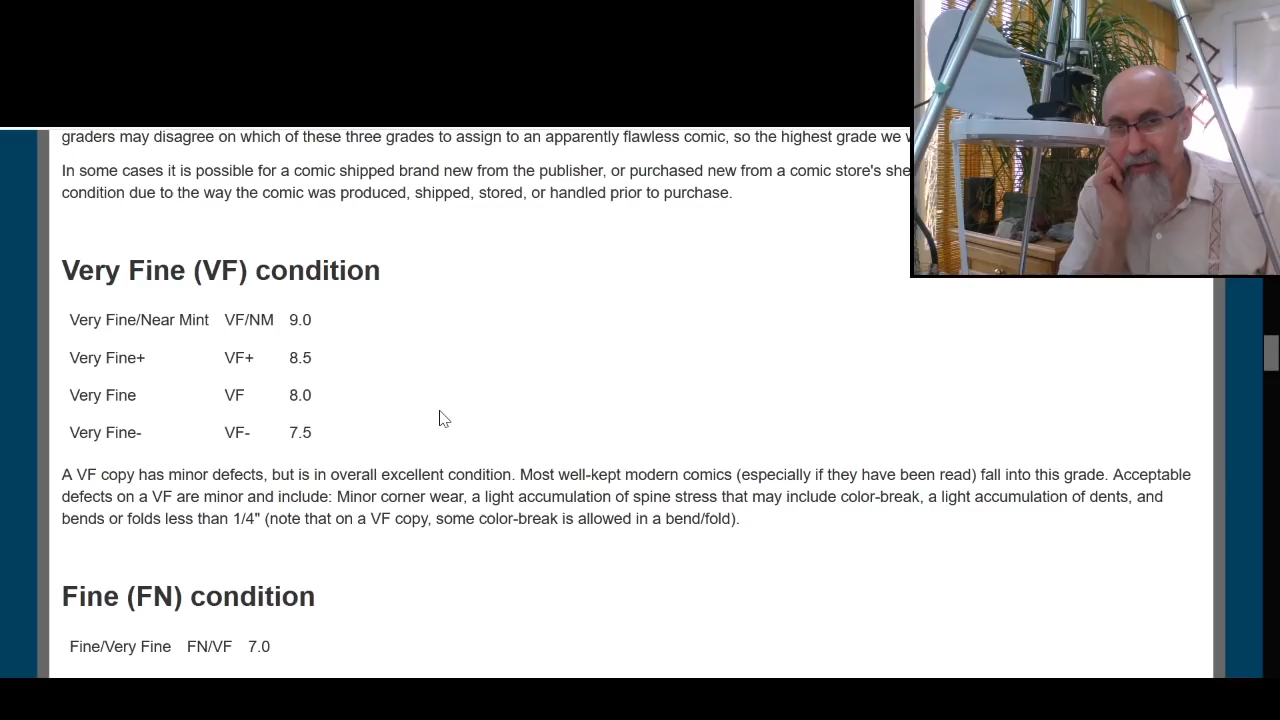 graders may disagree on which of these three grades to assign to an apparently flawless comic, so the highest grade we
In some cases it is possible for a comic shipped brand new from the publisher, or purchased new from a comic store's
condition due to the way the comic was produced, shipped, stored, or handled prior to purchase.
Very Fine (VF) condition
Very Fine/Near Mint VF/NM 9.0
Very Fine+ VF+ 8.5
Very Fine VF 8.0
Very Fine- VF- 7.5
A VF copy has minor defects, but is in overall excellent condition. Most well-kept modern comics (especially if they have been read) fall into this grade. Acceptable
defects on a VF are minor and include: Minor corner wear, a light accumulation of spine stress that may include color-break, a light accumulation of dents, and
bends or folds less than 1/4" (note that on a VF copy, some color-break is allowed in a bend/fold).
Fine (FN) condition
Fine/Very Fine FN/VF 7.0